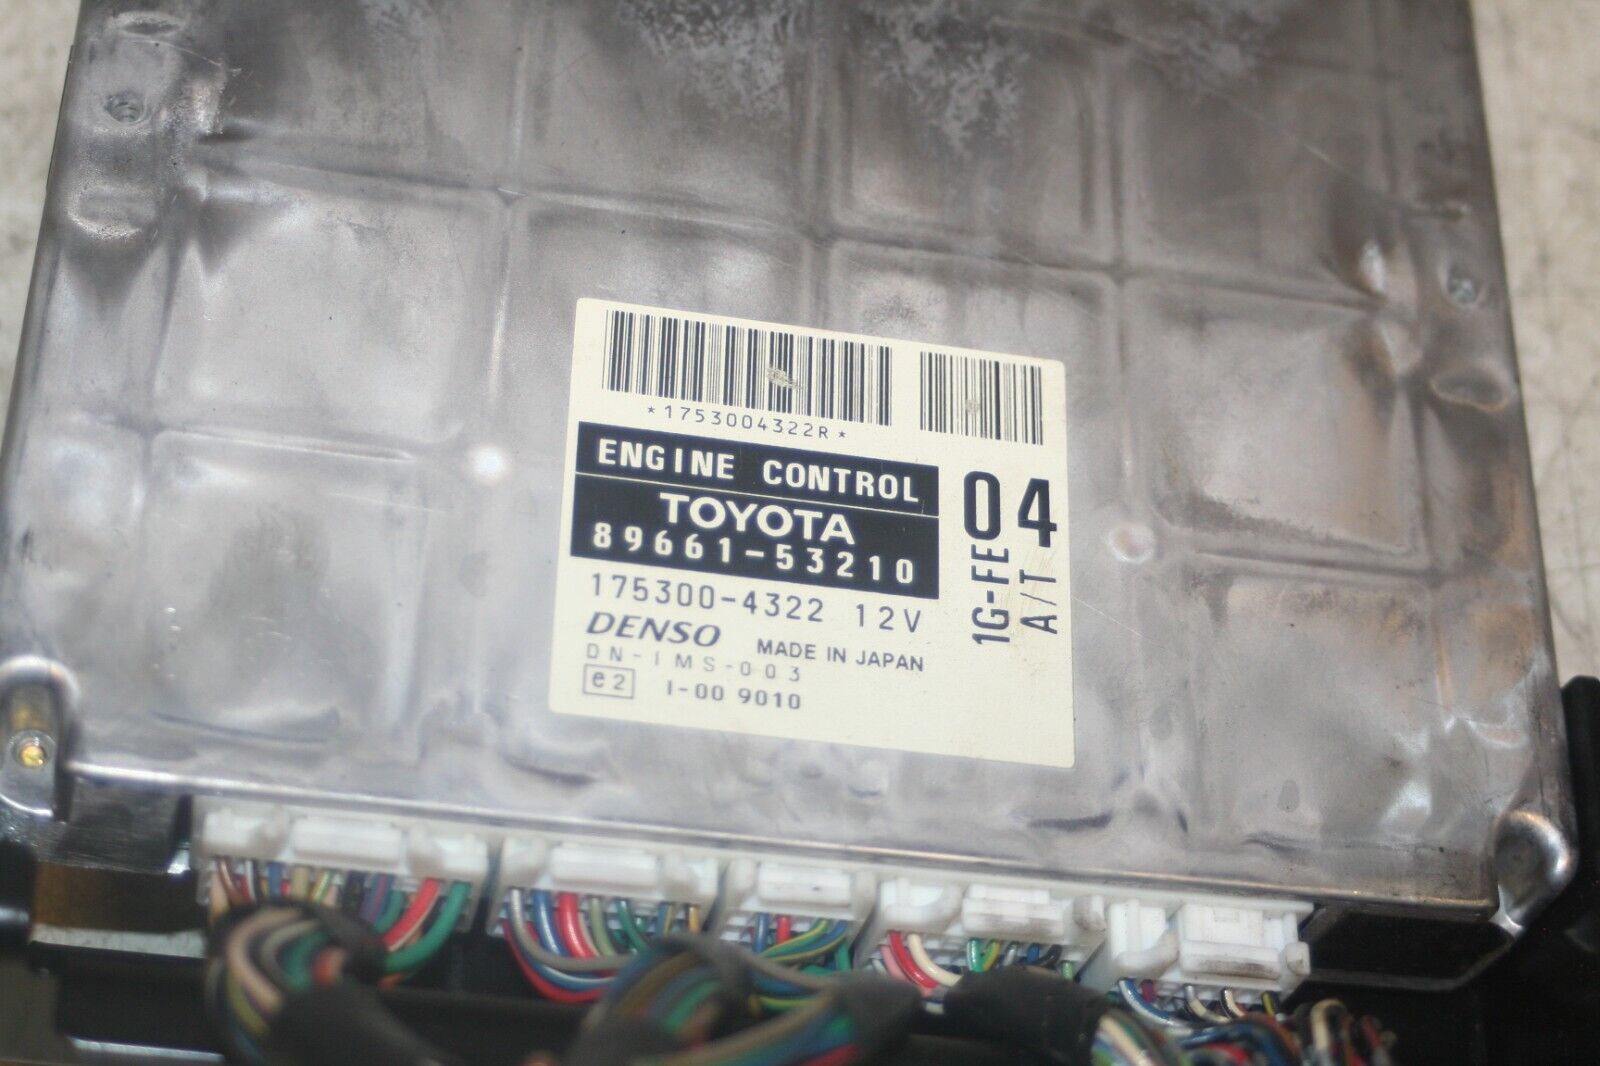 *1753004322R*
ENGINE CONTROL
TOYOTA
89661-53210
175300-4322 12V
DENSO MADE IN JAPAN
DN-IMS-003
e2 I-00 9010
04
1G-FE
A/T